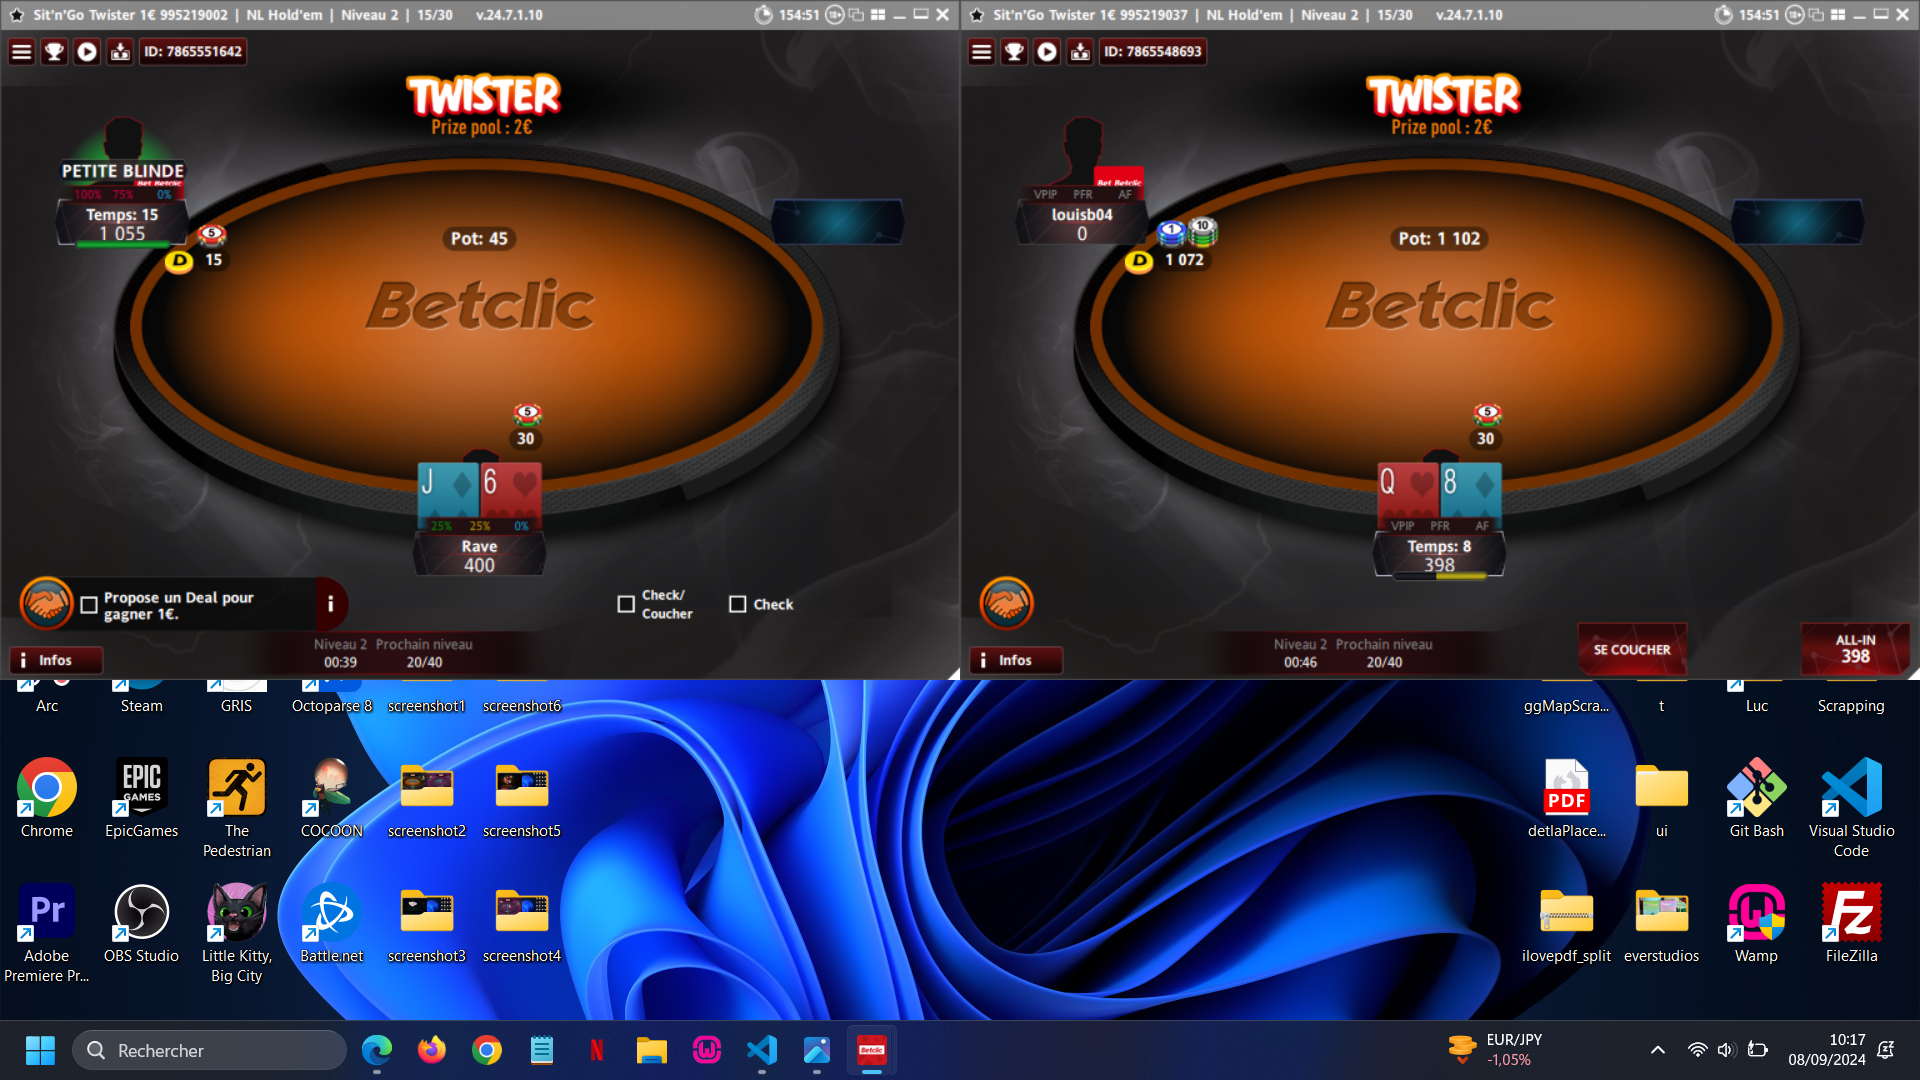 Sit'n'Go Twister 1€ 995219002 | NL Hold'em | Niveau 2 | 15/30 v.24.7.1.10
154:51 18+
ID: 7865551642
TWISTER
Prize pool : 2€
PETITE BLINDE
Bet Betclic
100% 75% 0%
Temps: 15
1 055
5
D
15
Pot: 45
Betclic
5
30
J 6
25% 25% 0%
Rave
400
Propose un Deal pour
gagner 1€.
i
Check/
Coucher
Check
Niveau 2 Prochain niveau
00:39 20/40
i Infos
Sit'n'Go Twister 1€ 995219037 | NL Hold'em | Niveau 2 | 15/30 v.24.7.1.10
154:51 18+
ID: 7865548693
TWISTER
Prize pool : 2€
Bet Betclic
VPIP PFR AF
louisb04
0
1 10
D
1 072
Pot: 1 102
Betclic
5
30
Q 8
VPIP PFR AF
Temps: 8
398
Niveau 2 Prochain niveau
00:46 20/40
i Infos
SE COUCHER
ALL-IN
398
Arc
Steam
GRIS
Octoparse 8
screenshot1
screenshot6
ggMapScra...
t
Luc
Scrapping
EPIC
GAMES
PDF
Chrome
EpicGames
The
Pedestrian
COCOON
screenshot2
screenshot5
detlaPlace...
ui
Git Bash
Visual Studio
Code
Pr
Fz
Adobe
Premiere Pr...
OBS Studio
Little Kitty,
Big City
Battle.net
screenshot3
screenshot4
ilovepdf_split
everstudios
Wamp
FileZilla
Rechercher
N
Betclic
EUR/JPY
-1,05%
10:17
08/09/2024